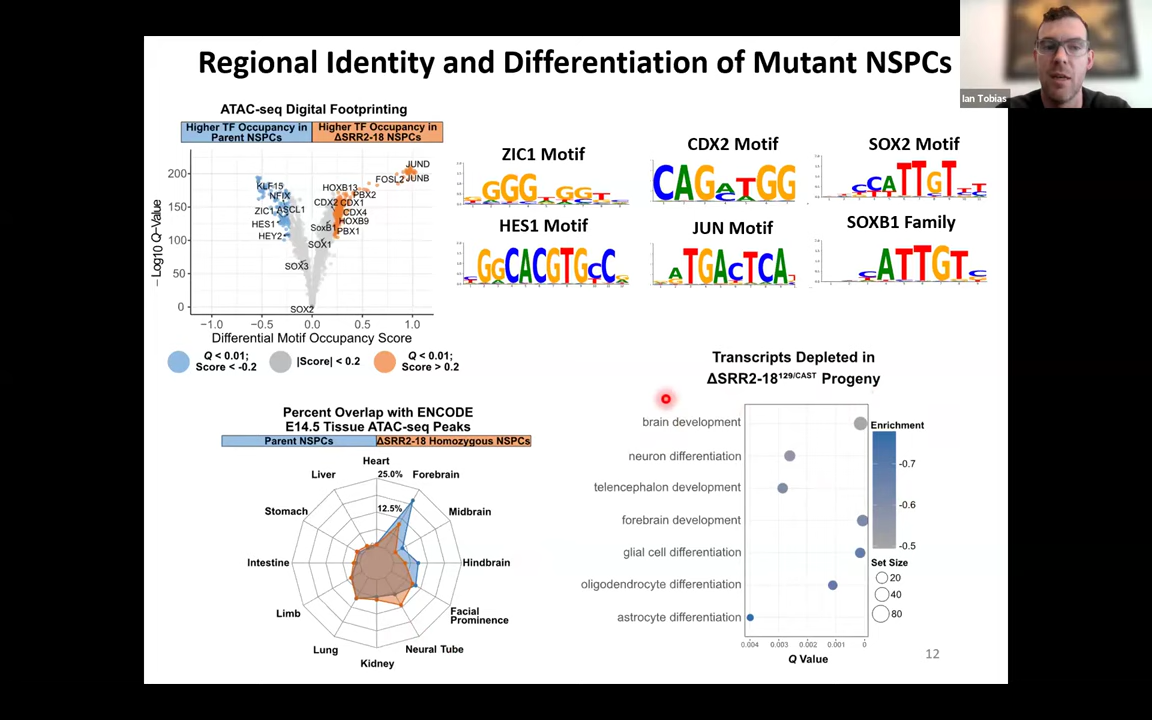 Regional Identity and Differentiation of Mutant NSPCs
Ian Tobias
ATAC-seq Digital Footprinting
Higher TF Occupancy in
Parent NSPCs
Higher TF Occupancy in
ΔSRR2-18 NSPCs
−Log10 Q−Value
200
150
100
50
0
KLF15
NFIX
ZIC1
ASCL1
HES1
HEY2
SOX3
SOX2
SOX1
SoxB1
HOXB13
CDX2
CDX1
PBX2
CDX4
HOXB9
PBX1
FOSL2
JUND
JUNB
−1.0
−0.5
0.0
0.5
1.0
Differential Motif Occupancy Score
Q < 0.01;
Score < -0.2
|Score| < 0.2
Q < 0.01;
Score > 0.2
ZIC1 Motif
CDX2 Motif
SOX2 Motif
HES1 Motif
JUN Motif
SOXB1 Family
Percent Overlap with ENCODE
E14.5 Tissue ATAC-seq Peaks
Parent NSPCs
ΔSRR2-18 Homozygous NSPCs
Heart
25.0%
12.5%
Forebrain
Midbrain
Hindbrain
Facial
Prominence
Neural Tube
Kidney
Lung
Limb
Intestine
Stomach
Liver
Transcripts Depleted in
ΔSRR2-18¹²⁹/ᶜᴬˢᵀ Progeny
brain development
neuron differentiation
telencephalon development
forebrain development
glial cell differentiation
oligodendrocyte differentiation
astrocyte differentiation
0.004
0.003
0.002
0.001
0
Q Value
Enrichment
-0.7
-0.6
-0.5
Set Size
20
40
80
12